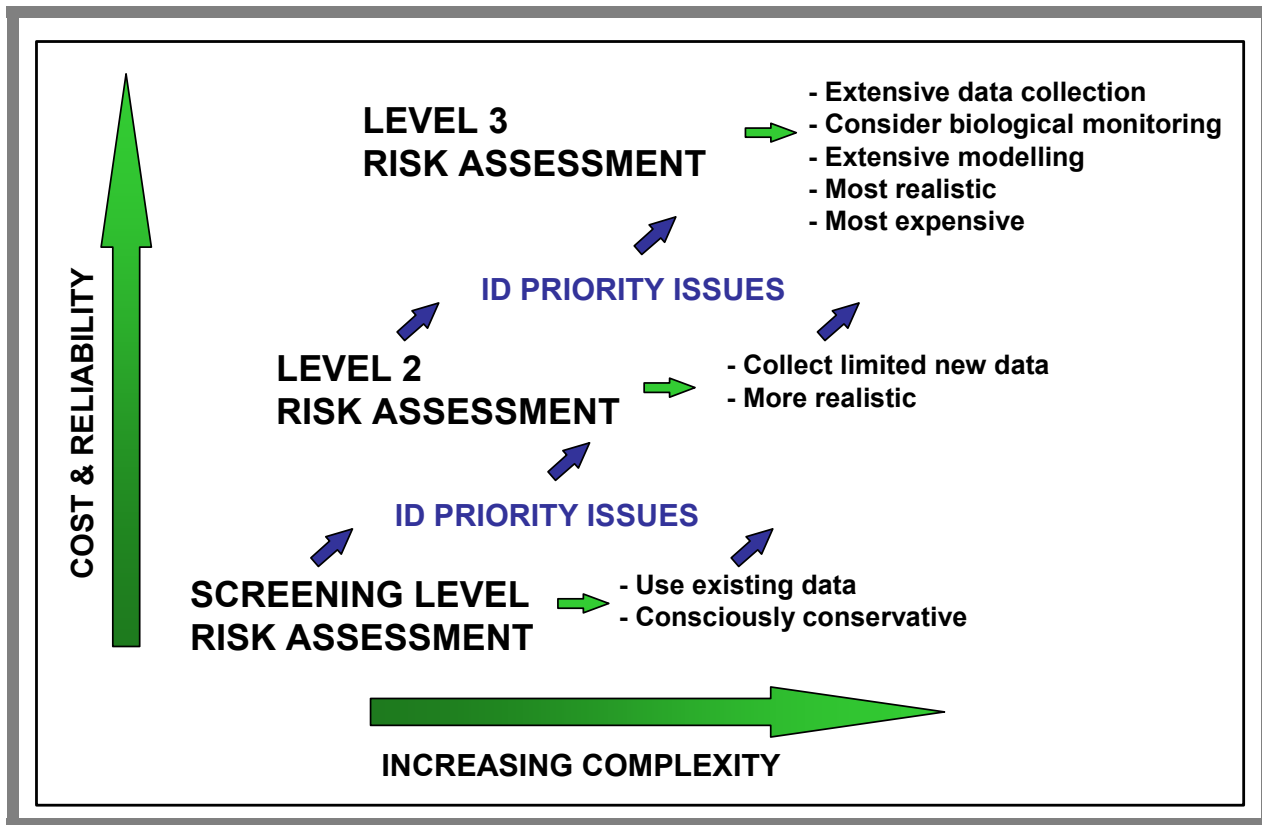 LEVEL 3
RISK ASSESSMENT
- Extensive data collection
- Consider biological monitoring
- Extensive modelling
- Most realistic
- Most expensive
ID PRIORITY ISSUES
LEVEL 2
RISK ASSESSMENT
- Collect limited new data
- More realistic
ID PRIORITY ISSUES
SCREENING LEVEL
RISK ASSESSMENT
- Use existing data
- Consciously conservative
COST & RELIABILITY
INCREASING COMPLEXITY